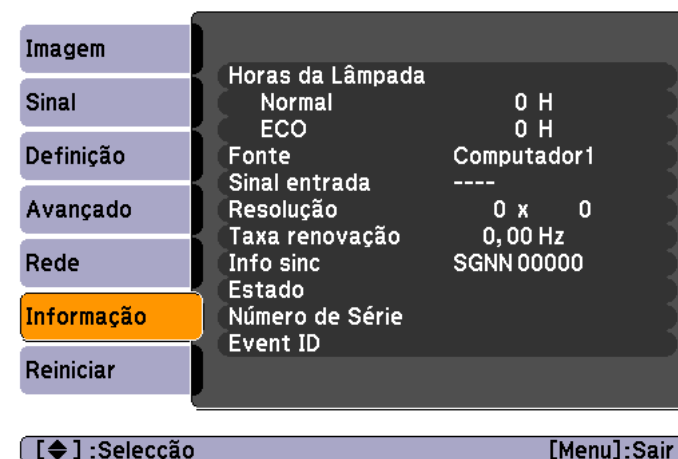 Imagem
Sinal
Definição
Avançado
Rede
Informação
Reiniciar
Horas da Lâmpada
Normal 0 H
ECO 0 H
Fonte Computador1
Sinal entrada ----
Resolução 0 x 0
Taxa renovação 0,00 Hz
Info sinc SGNN 00000
Estado
Número de Série
Event ID
[◆] :Selecção [Menu]:Sair